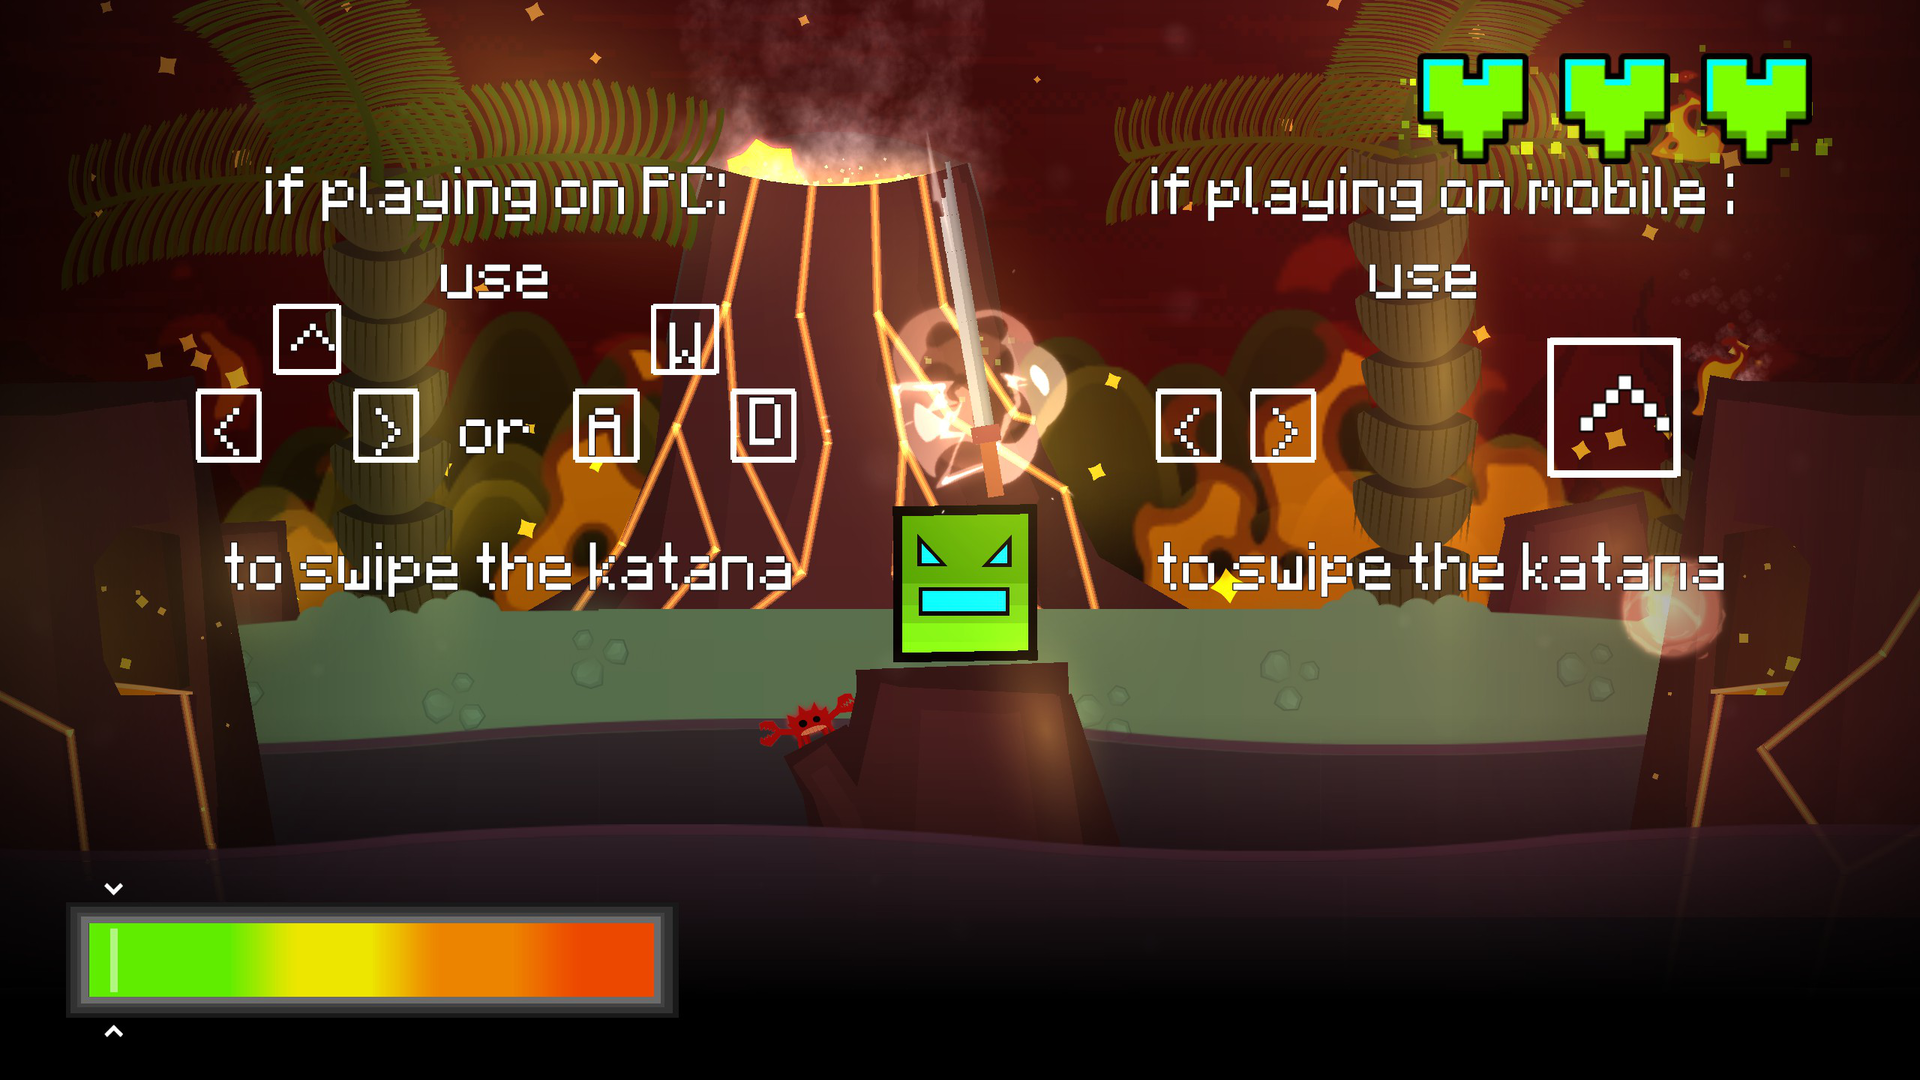 if playing on PC:
use
^ W
< > or A D
to swipe the katana
if playing on mobile :
use
< > ^
to swipe the katana